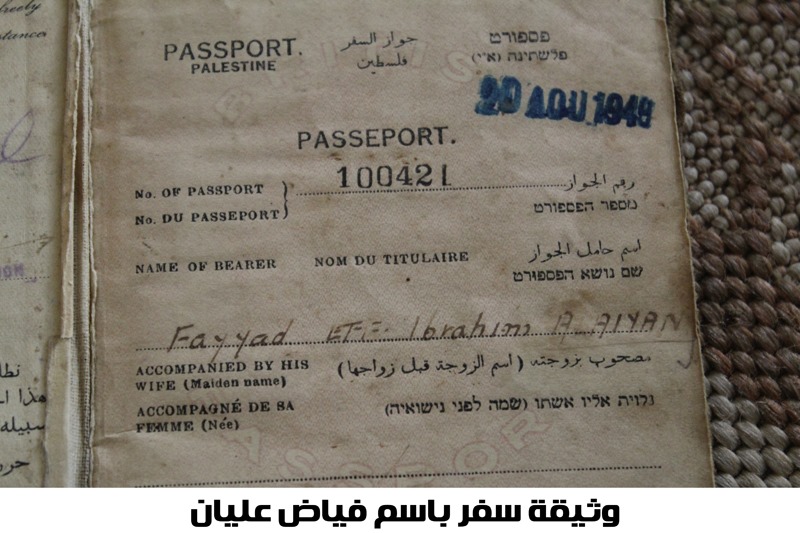 PASSPORT. جواز السفر פספורט
PALESTINE فلسطين פלשתינה (א״י)
20 AOU 1948
PASSEPORT.
No. OF PASSPORT 100421 رقم الجواز
No. DU PASSEPORT מספר הפספורט
NAME OF BEARER NOM DU TITULAIRE اسم حامل الجواز
שם נושא הפספורט
Fayyad Ibrahim A. ALYAN
ACCOMPANIED BY HIS مصحوب بزوجته (اسم الزوجة قبل زواجها)
WIFE (Maiden name)
ACCOMPAGNÉ DE SA נלוית אליו אשתו (שמה לפני נישואיה)
FEMME (Née)
وثيقة سفر باسم فياض عليان